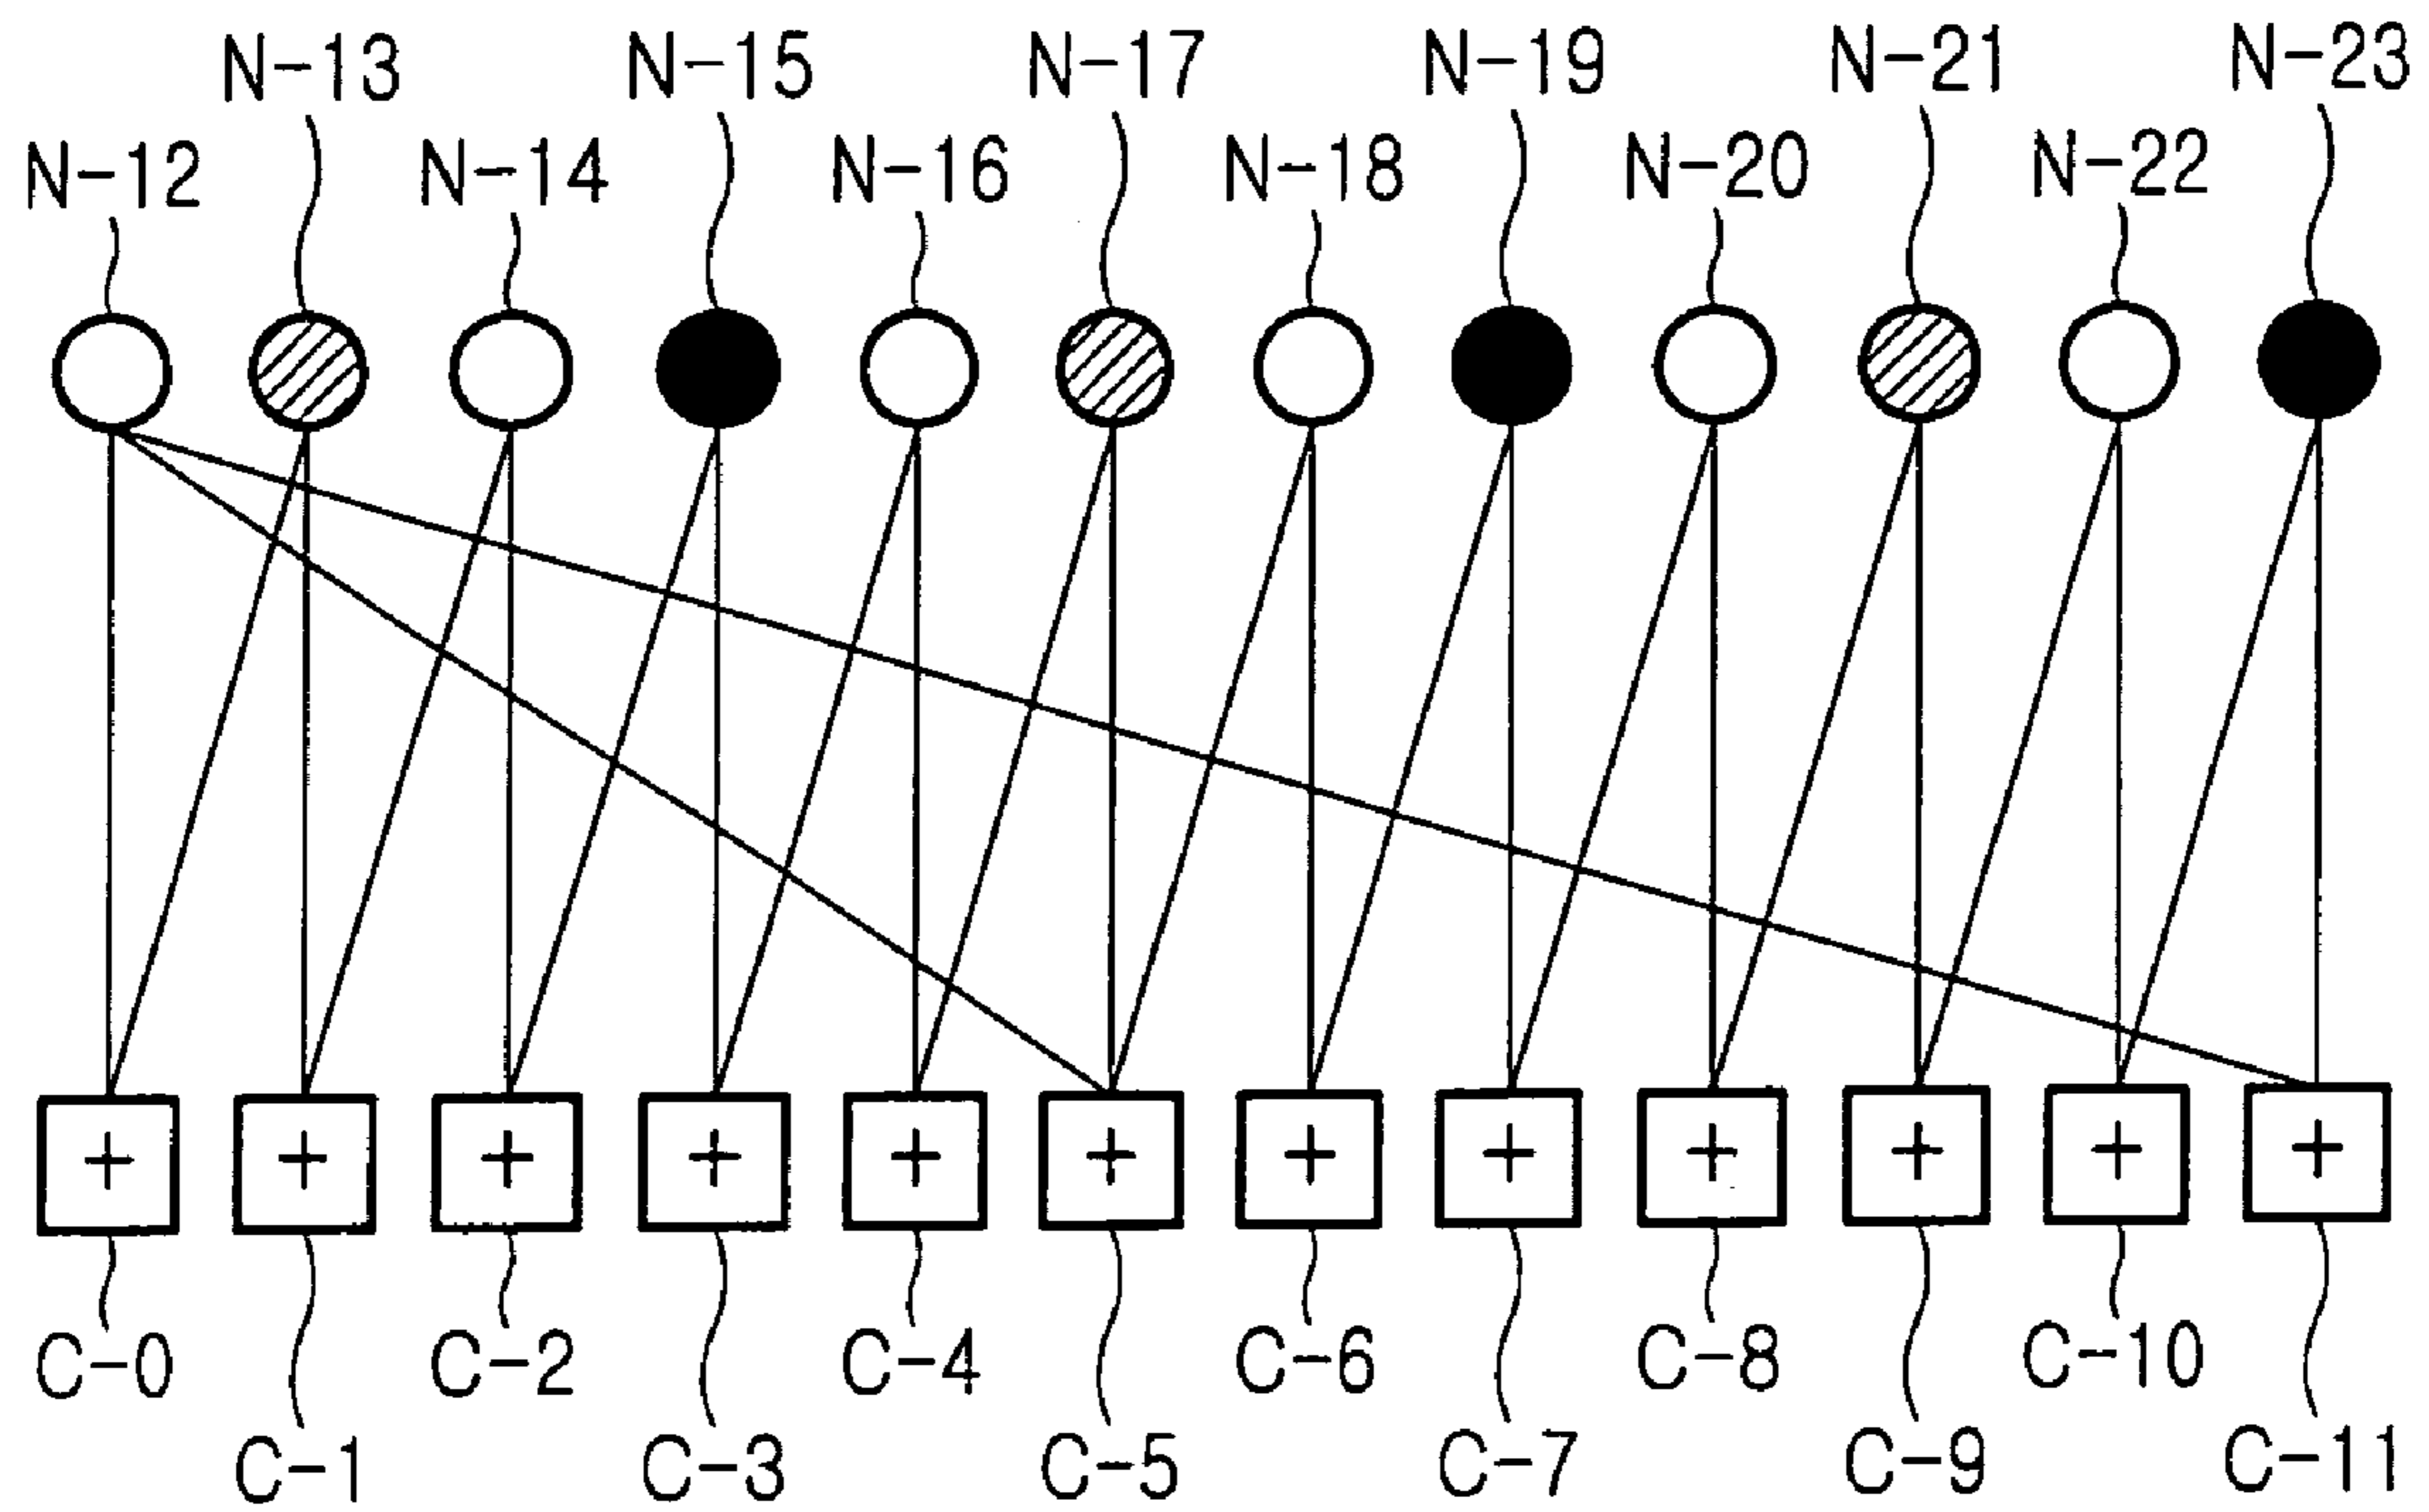 N-13 N-15 N-17 N-19 N-21 N-23
N-12 N-14 N-16 N-18 N-20 N-22
+ + + + + + + + + + + +
C-0 C-2 C-4 C-6 C-8 C-10
C-1 C-3 C-5 C-7 C-9 C-11